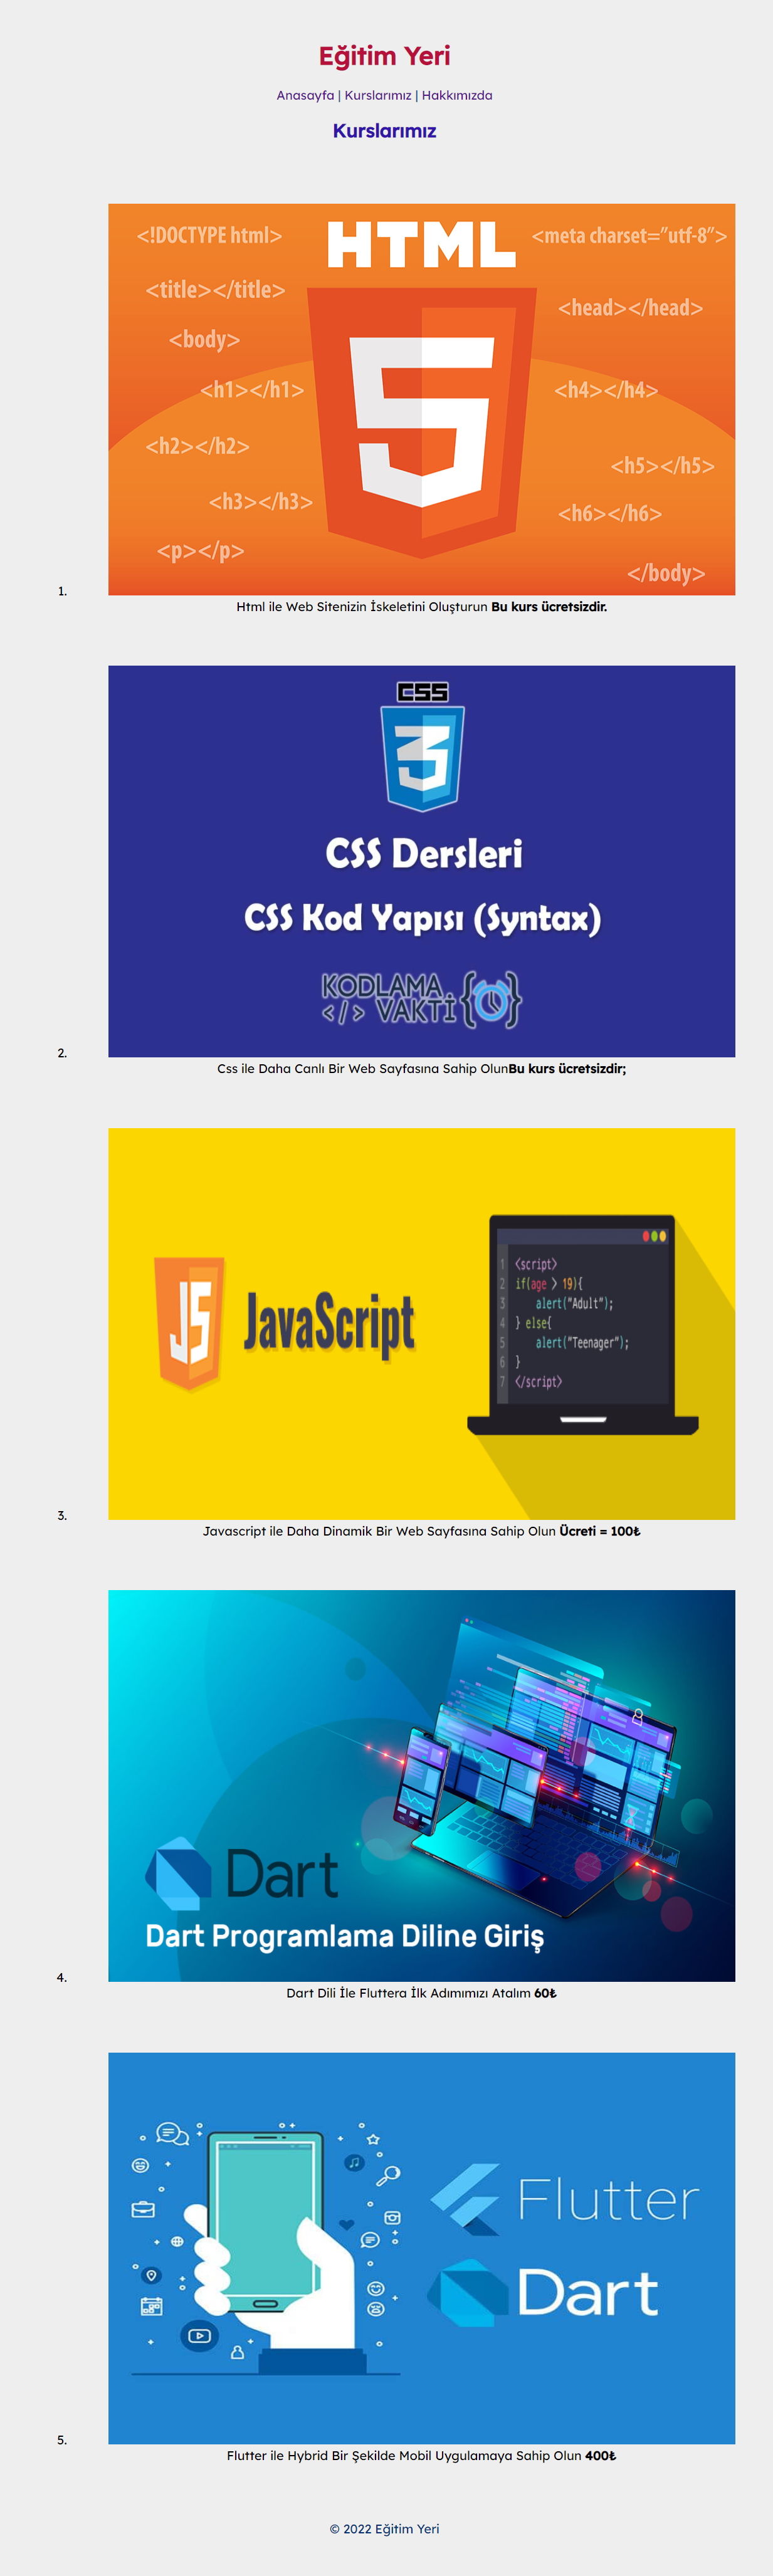 Eğitim Yeri
Anasayfa | Kurslarımız | Hakkımızda
Kurslarımız
HTML
<!DOCTYPE html>
<meta charset=”utf-8”>
<title></title>
<head></head>
<body>
<h1></h1>
<h4></h4>
<h2></h2>
<h5></h5>
<h3></h3>
<h6></h6>
<p></p>
</body>
1.
Html ile Web Sitenizin İskeletini Oluşturun Bu kurs ücretsizdir.
CSS
3
CSS Dersleri
CSS Kod Yapısı (Syntax)
KODLAMA
</> VAKTİ {}
2.
Css ile Daha Canlı Bir Web Sayfasına Sahip OlunBu kurs ücretsizdir;
JS
JavaScript
1 <script>
2 if(age > 19){
3 alert("Adult");
4 } else{
5 alert("Teenager");
6 }
7 </script>
3.
Javascript ile Daha Dinamik Bir Web Sayfasına Sahip Olun Ücreti = 100₺
Dart
Dart Programlama Diline Giriş
4.
Dart Dili İle Fluttera İlk Adımımızı Atalım 60₺
Flutter
Dart
5.
Flutter ile Hybrid Bir Şekilde Mobil Uygulamaya Sahip Olun 400₺
© 2022 Eğitim Yeri